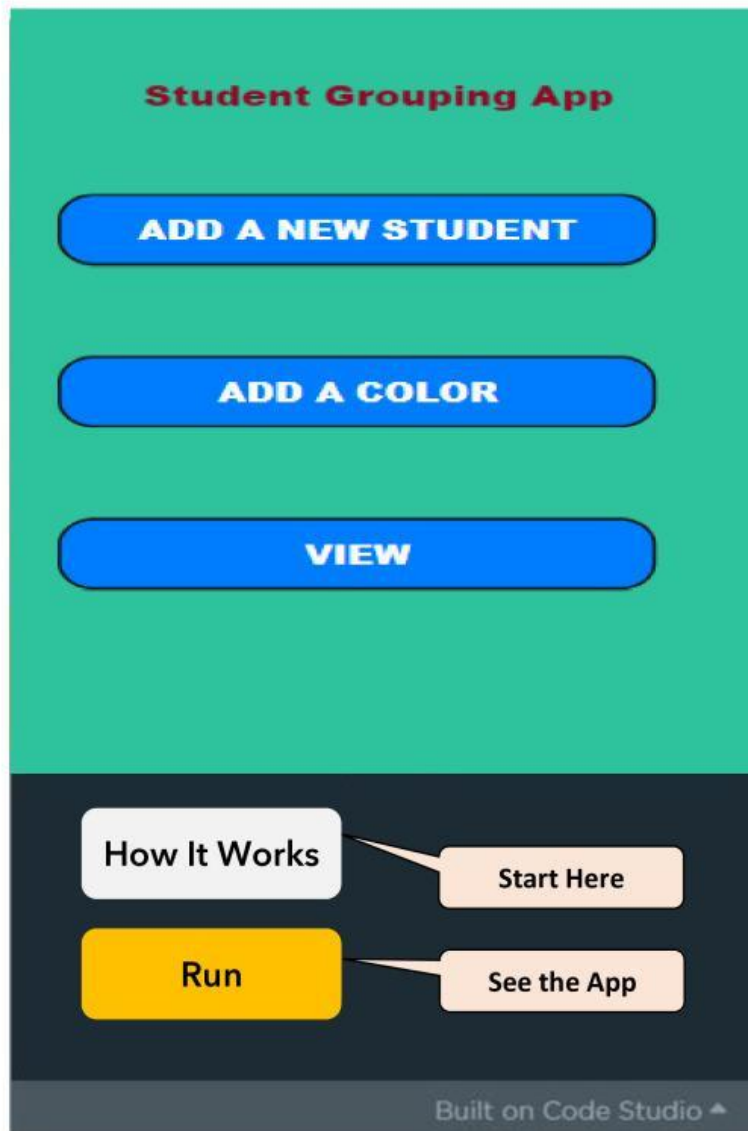 Student Grouping App
ADD A NEW STUDENT
ADD A COLOR
VIEW
How It Works
Start Here
Run
See the App
Built on Code Studio